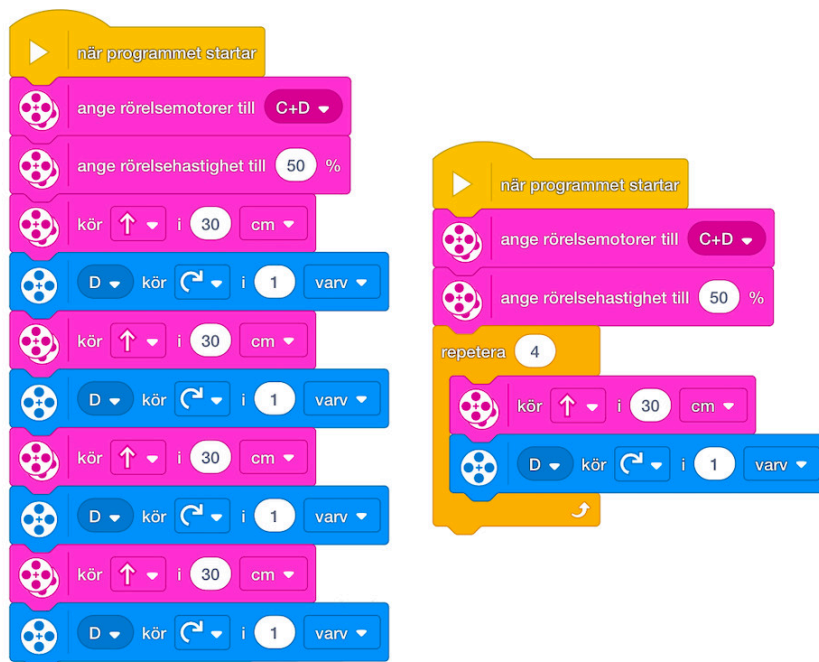 när programmet startar
ange rörelsemotorer till C+D
ange rörelsehastighet till 50 %
kör i 30 cm
D kör i 1 varv
kör i 30 cm
D kör i 1 varv
kör i 30 cm
D kör i 1 varv
kör i 30 cm
D kör i 1 varv
när programmet startar
ange rörelsemotorer till C+D
ange rörelsehastighet till 50 %
repetera 4
kör i 30 cm
D kör i 1 varv